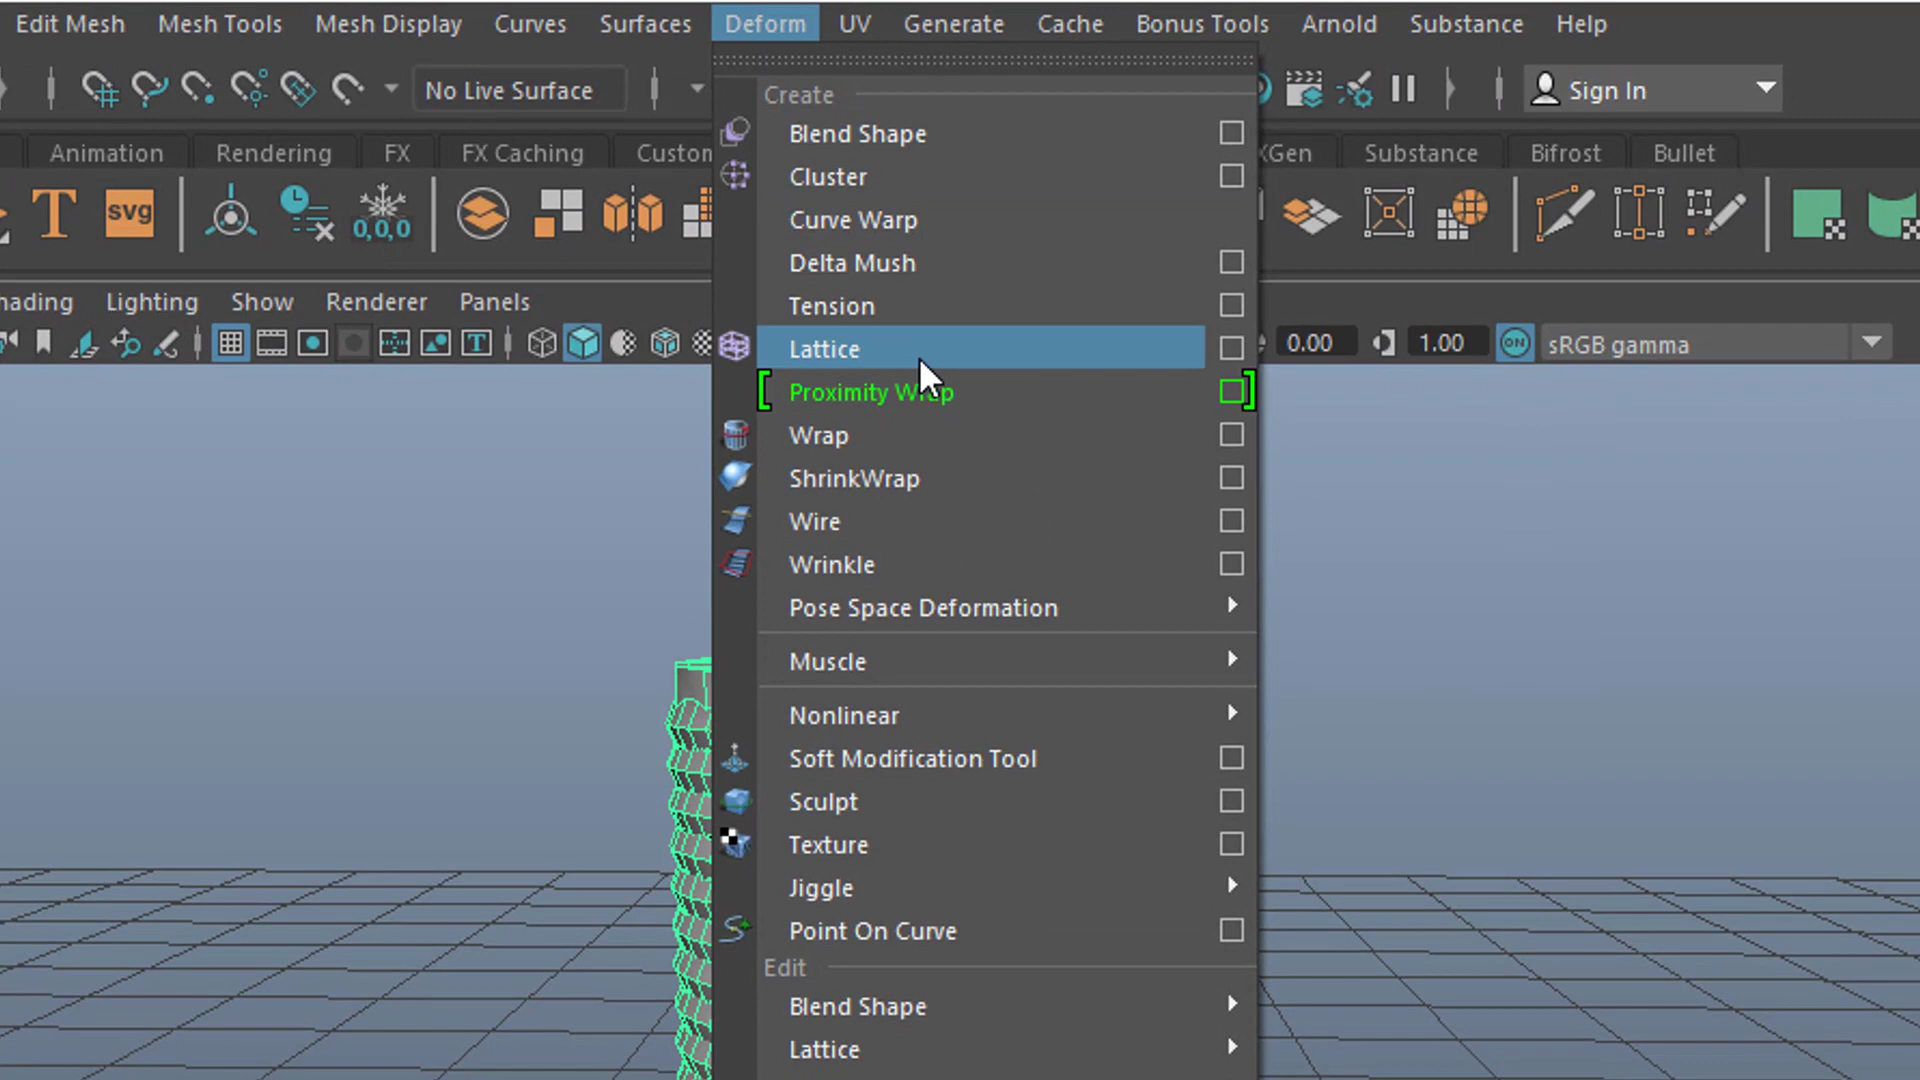 Edit Mesh Mesh Tools Mesh Display Curves Surfaces Deform UV Generate Cache Bonus Tools Arnold Substance Help
No Live Surface Sign In
Animation Rendering FX FX Caching Custom XGen Substance Bifrost Bullet
T svg 0,0,0
hading Lighting Show Renderer Panels
T 0.00 1.00 ON sRGB gamma
Create
Blend Shape
Cluster
Curve Warp
Delta Mush
Tension
Lattice
Proximity Wrap
Wrap
ShrinkWrap
Wire
Wrinkle
Pose Space Deformation
Muscle
Nonlinear
Soft Modification Tool
Sculpt
Texture
Jiggle
Point On Curve
Edit
Blend Shape
Lattice